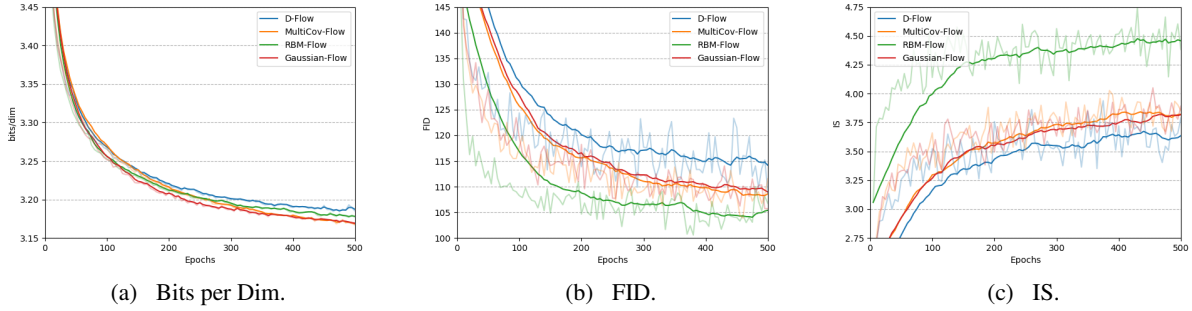 3.45
3.40
3.35
3.30
3.25
3.20
3.15
bits/dim
0 100 200 300 400 500
Epochs
D-Flow
MultiCov-Flow
RBM-Flow
Gaussian-Flow
(a) Bits per Dim.
145
140
135
130
125
120
115
110
105
100
FID
0 100 200 300 400 500
Epochs
D-Flow
MultiCov-Flow
RBM-Flow
Gaussian-Flow
(b) FID.
4.75
4.50
4.25
4.00
3.75
3.50
3.25
3.00
2.75
IS
0 100 200 300 400 500
Epochs
D-Flow
MultiCov-Flow
RBM-Flow
Gaussian-Flow
(c) IS.